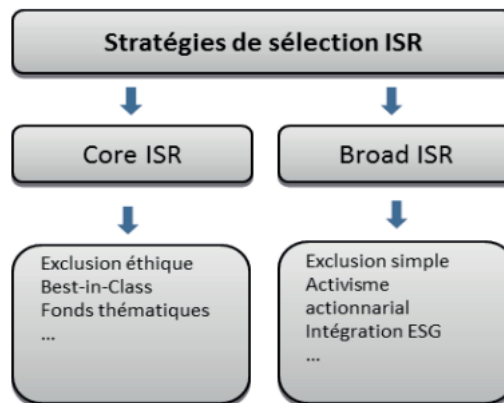 Stratégies de sélection ISR
Core ISR
Broad ISR
Exclusion éthique
Best-in-Class
Fonds thématiques
...
Exclusion simple
Activisme
actionnarial
Intégration ESG
...